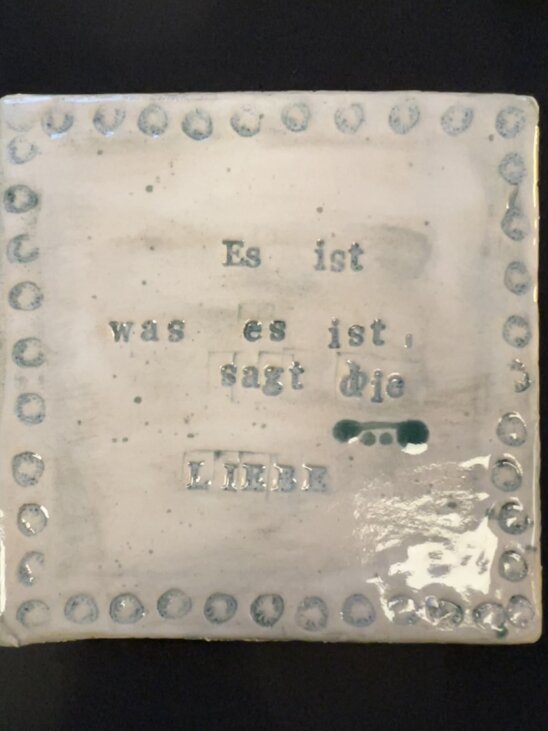 Es ist
was es ist,
sagt die
LIEBE